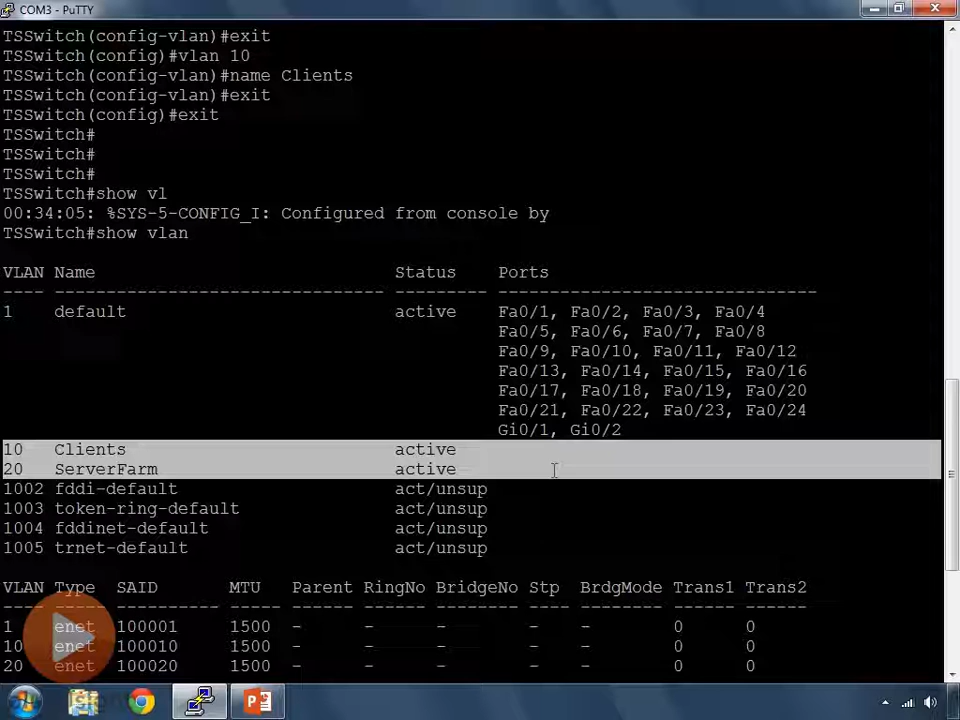 COM3 - PuTTY
TSSwitch(config-vlan)#exit
TSSwitch(config)#vlan 10
TSSwitch(config-vlan)#name Clients
TSSwitch(config-vlan)#exit
TSSwitch(config)#exit
TSSwitch#
TSSwitch#
TSSwitch#
TSSwitch#show vl
00:34:05: %SYS-5-CONFIG_I: Configured from console by
TSSwitch#show vlan
VLAN Name Status Ports
---- -------------------------------- --------- -------------------------------
1 default active Fa0/1, Fa0/2, Fa0/3, Fa0/4
Fa0/5, Fa0/6, Fa0/7, Fa0/8
Fa0/9, Fa0/10, Fa0/11, Fa0/12
Fa0/13, Fa0/14, Fa0/15, Fa0/16
Fa0/17, Fa0/18, Fa0/19, Fa0/20
Fa0/21, Fa0/22, Fa0/23, Fa0/24
Gi0/1, Gi0/2
10 Clients active
20 ServerFarm active
1002 fddi-default act/unsup
1003 token-ring-default act/unsup
1004 fddinet-default act/unsup
1005 trnet-default act/unsup
VLAN Type SAID MTU Parent RingNo BridgeNo Stp BrdgMode Trans1 Trans2
---- ----- ---------- ----- ------ ------ -------- ---- -------- ------ ------
1 enet 100001 1500 - - - - - 0 0
10 enet 100010 1500 - - - - - 0 0
20 enet 100020 1500 - - - - - 0 0